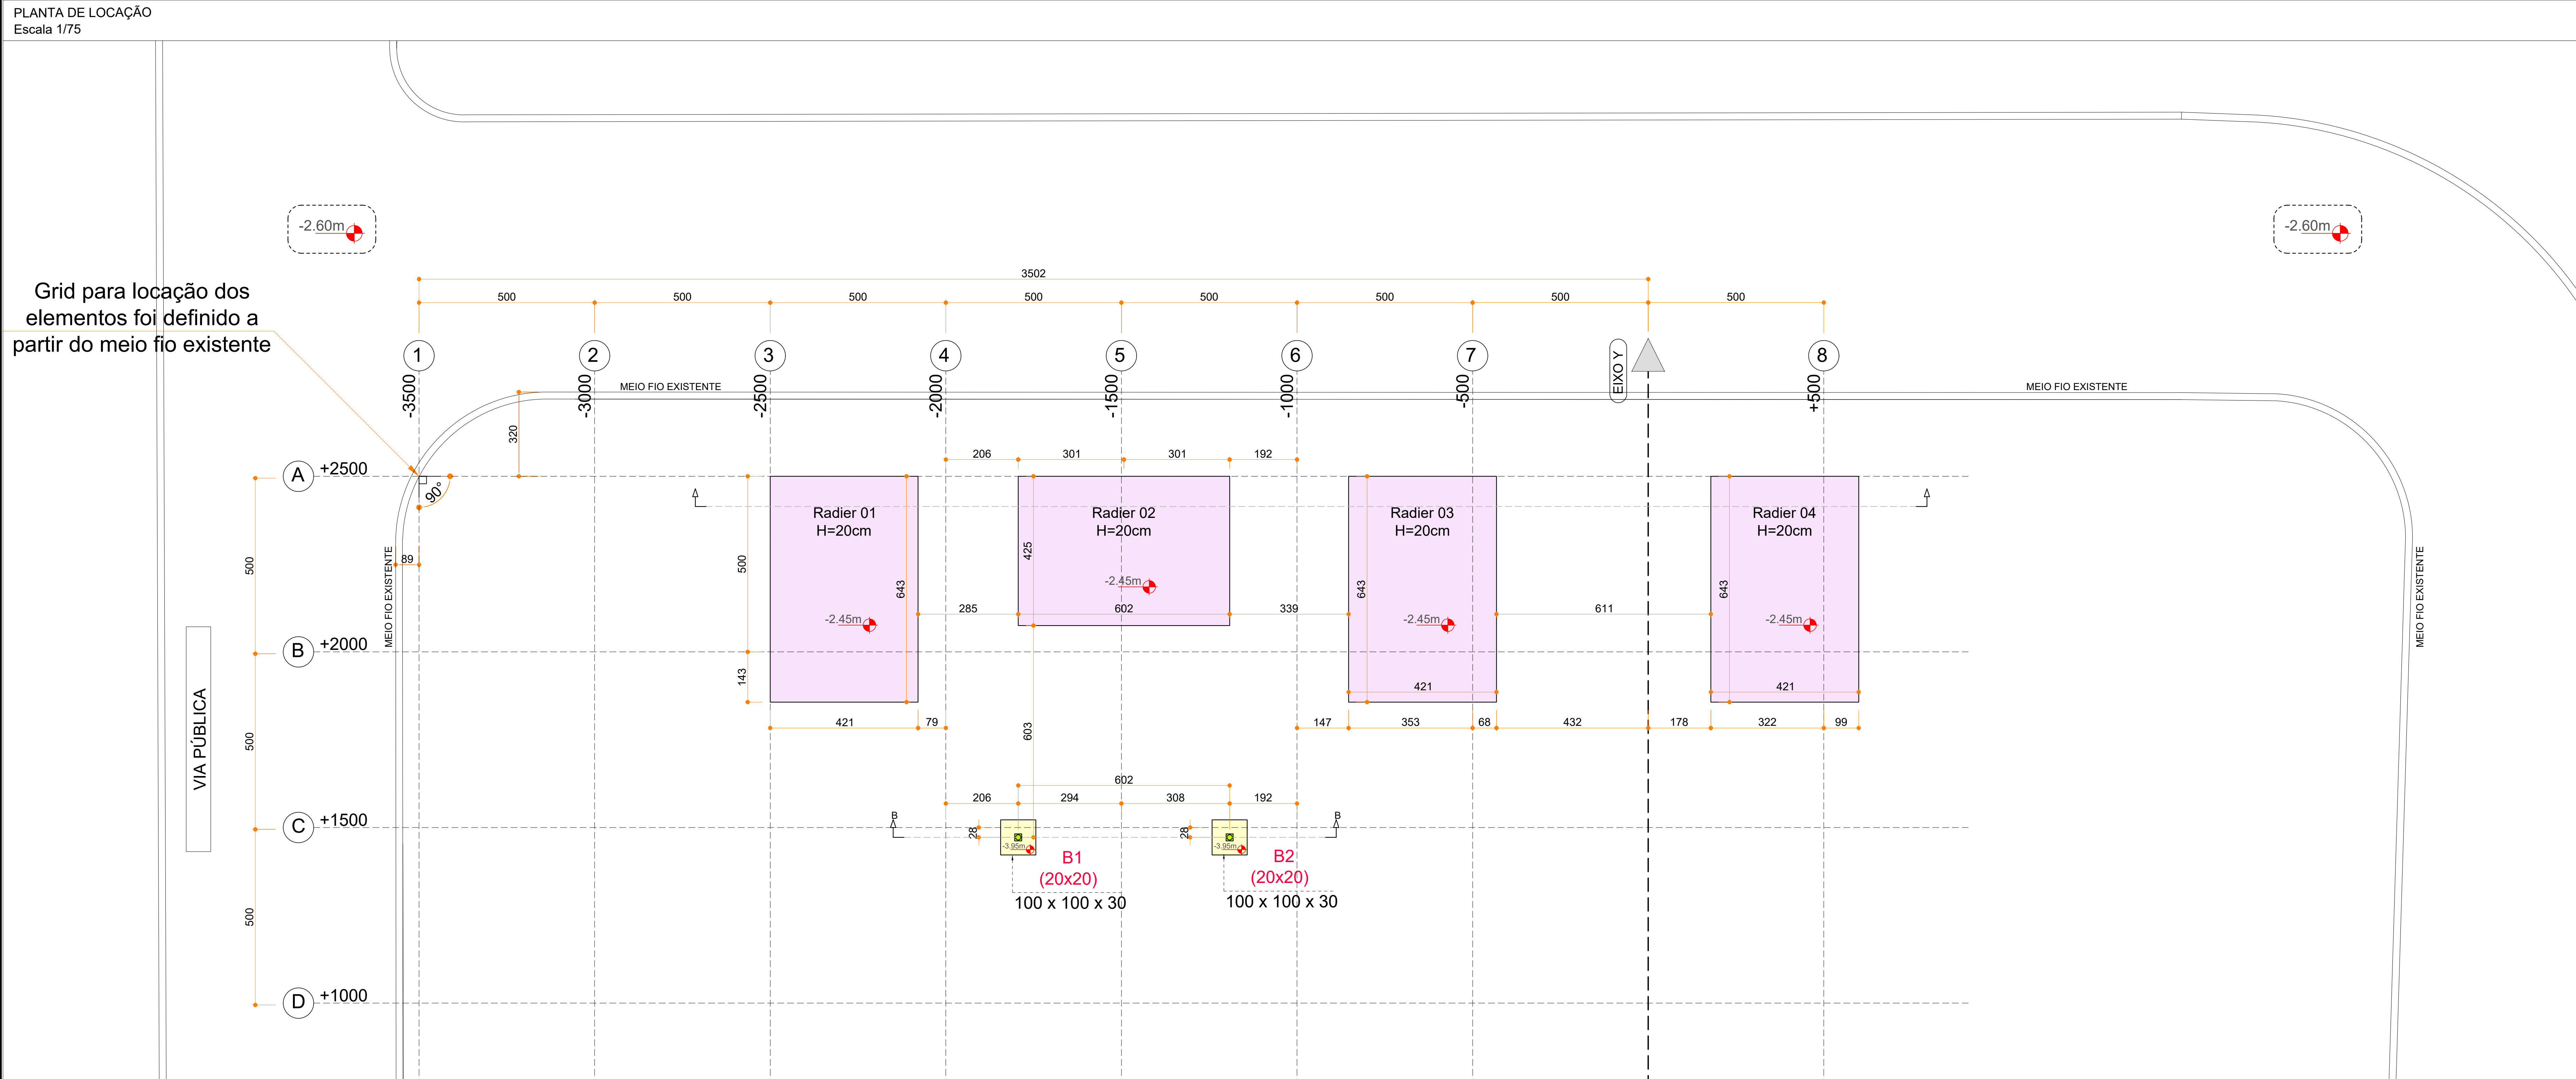 PLANTA DE LOCAÇÃO
Escala 1/75
-2.60m
-2.60m
Grid para locação dos
elementos foi definido a
partir do meio fio existente
3502
500
500
500
500
500
500
500
500
1
2
3
4
5
6
7
EIXO Y
8
-3500
-3000
-2500
-2000
-1500
-1000
-500
+5000
MEIO FIO EXISTENTE
MEIO FIO EXISTENTE
320
206
301
301
192
A
+2500
90°
Radier 01
H=20cm
Radier 02
H=20cm
Radier 03
H=20cm
Radier 04
H=20cm
89
500
MEIO FIO EXISTENTE
500
643
425
643
643
MEIO FIO EXISTENTE
-2.45m
285
602
339
611
-2.45m
-2.45m
-2.45m
B
+2000
143
421
421
421
79
603
147
353
68
432
178
322
99
VIA PÚBLICA
500
602
206
294
308
192
C
+1500
B
28
28
B
-3.95m
-3.95m
B1
(20x20)
100 x 100 x 30
B2
(20x20)
100 x 100 x 30
500
D
+1000